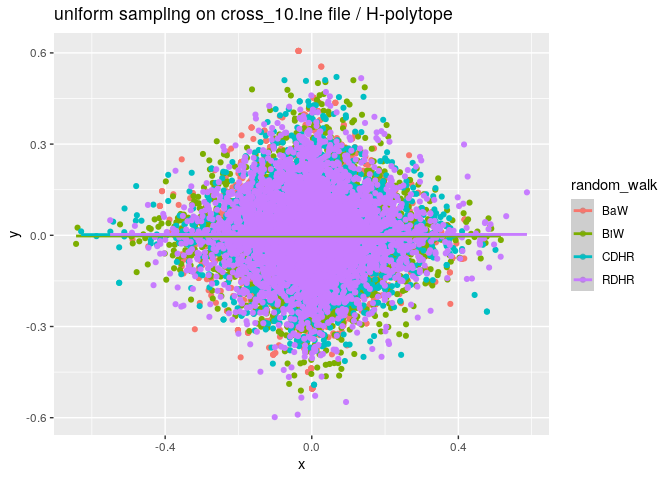 uniform sampling on cross_10.ine file / H-polytope
0.6
0.3
0.0
-0.3
-0.6
y
-0.4
0.0
0.4
x
random_walk
BaW
BiW
CDHR
RDHR